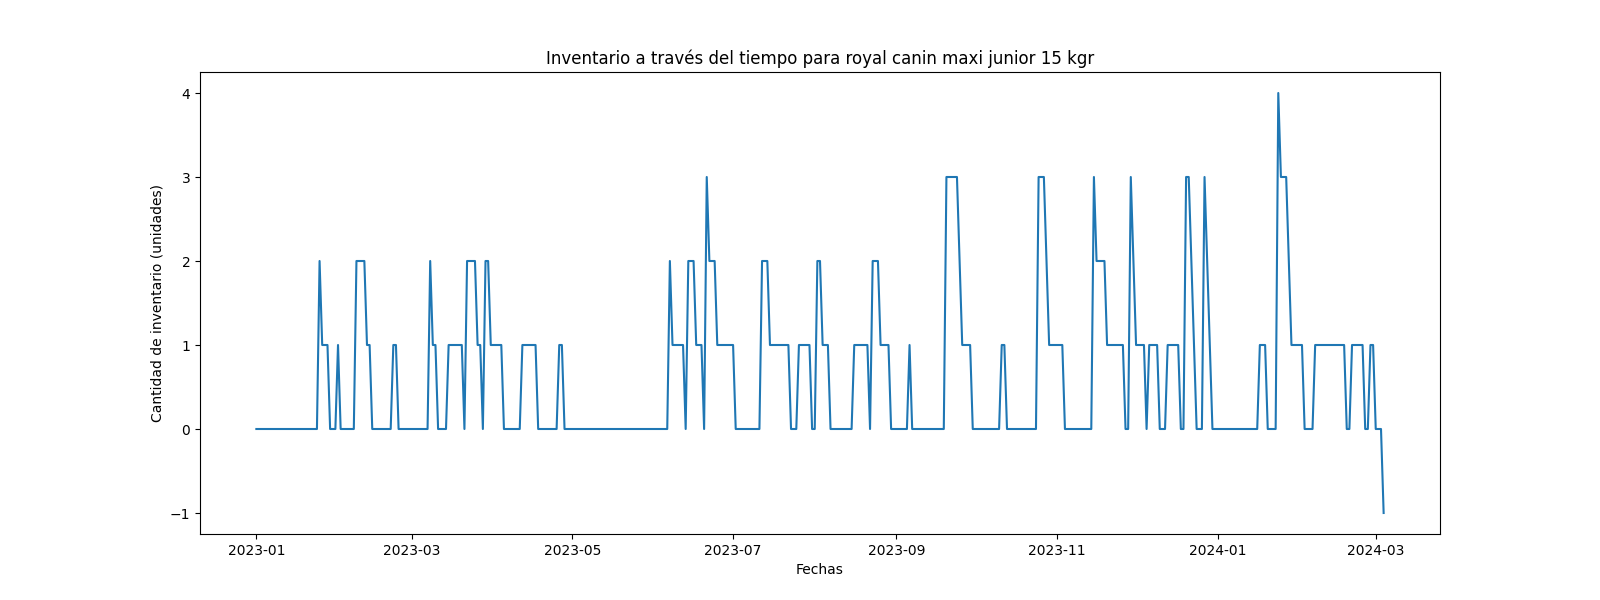 Inventario a través del tiempo para royal canin maxi junior 15 kgr
Cantidad de inventario (unidades)
4
3
2
1
0
−1
2023-01 2023-03 2023-05 2023-07 2023-09 2023-11 2024-01 2024-03
Fechas